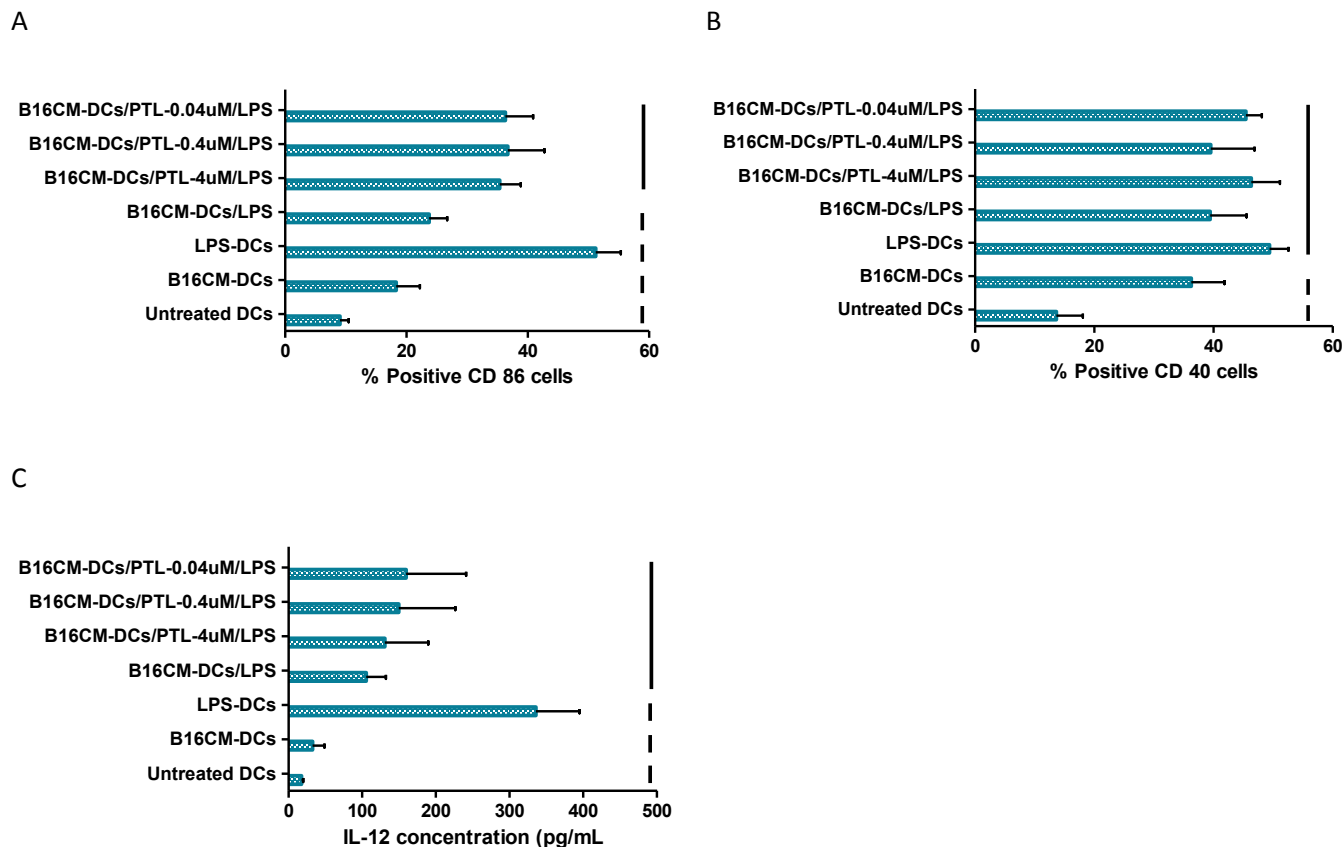 A
B16CM-DCs/PTL-0.04uM/LPS
B16CM-DCs/PTL-0.4uM/LPS
B16CM-DCs/PTL-4uM/LPS
B16CM-DCs/LPS
LPS-DCs
B16CM-DCs
Untreated DCs
0 20 40 60
% Positive CD 86 cells
B
B16CM-DCs/PTL-0.04uM/LPS
B16CM-DCs/PTL-0.4uM/LPS
B16CM-DCs/PTL-4uM/LPS
B16CM-DCs/LPS
LPS-DCs
B16CM-DCs
Untreated DCs
0 20 40 60
% Positive CD 40 cells
C
B16CM-DCs/PTL-0.04uM/LPS
B16CM-DCs/PTL-0.4uM/LPS
B16CM-DCs/PTL-4uM/LPS
B16CM-DCs/LPS
LPS-DCs
B16CM-DCs
Untreated DCs
0 100 200 300 400 500
IL-12 concentration (pg/mL